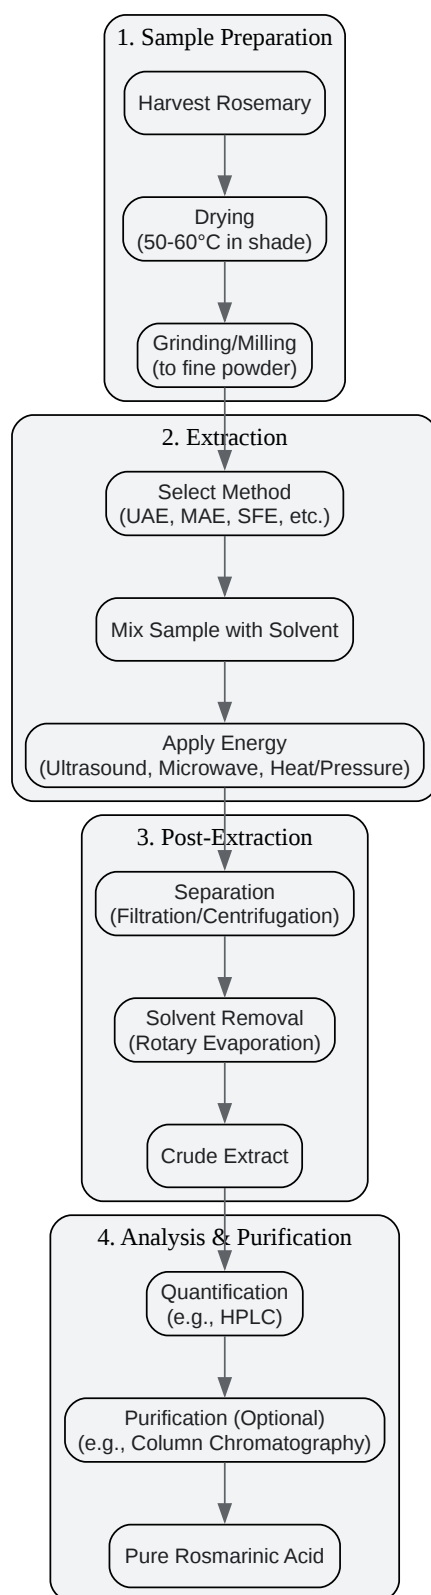 1. Sample Preparation
Harvest Rosemary
Drying
(50-60°C in shade)
Grinding/Milling
(to fine powder)
2. Extraction
Select Method
(UAE, MAE, SFE, etc.)
Mix Sample with Solvent
Apply Energy
(Ultrasound, Microwave, Heat/Pressure)
3. Post-Extraction
Separation
(Filtration/Centrifugation)
Solvent Removal
(Rotary Evaporation)
Crude Extract
4. Analysis & Purification
Quantification
(e.g., HPLC)
Purification (Optional)
(e.g., Column Chromatography)
Pure Rosmarinic Acid